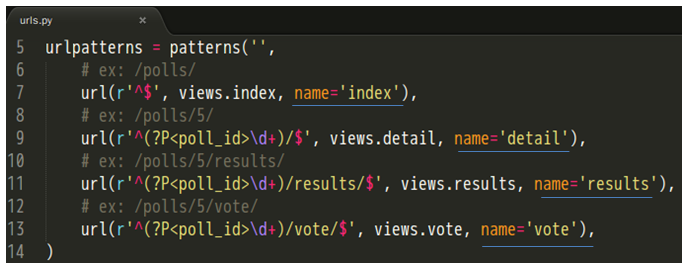 urls.py ×
5 urlpatterns = patterns('',
6     # ex: /polls/
7     url(r'^$', views.index, name='index'),
8     # ex: /polls/5/
9     url(r'^(?P<poll_id>\d+)/$', views.detail, name='detail'),
10     # ex: /polls/5/results/
11     url(r'^(?P<poll_id>\d+)/results/$', views.results, name='results'),
12     # ex: /polls/5/vote/
13     url(r'^(?P<poll_id>\d+)/vote/$', views.vote, name='vote'),
14 )